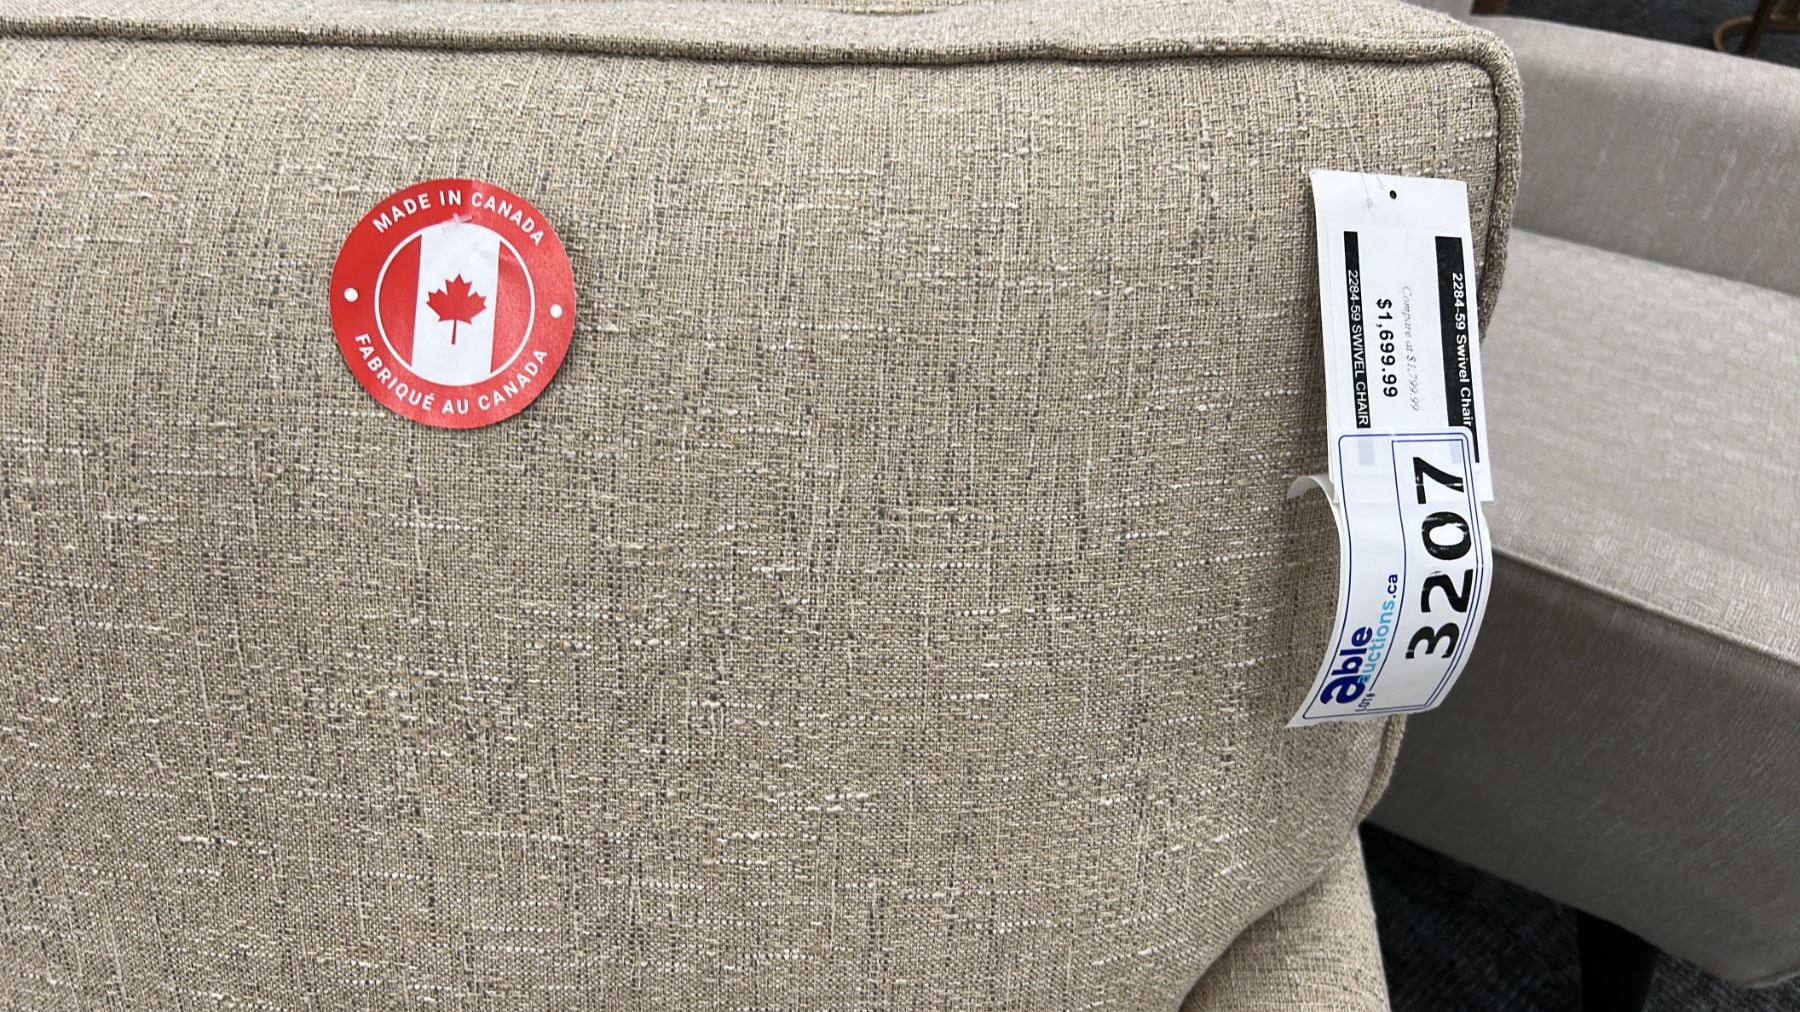 MADE IN CANADA
FABRIQUÉ AU CANADA
2284-59 Swivel Chair
Compare at $1,799.99
$1,699.99
2284-59 SWIVEL CHAIR
3207
able
auctions.ca
LOT#